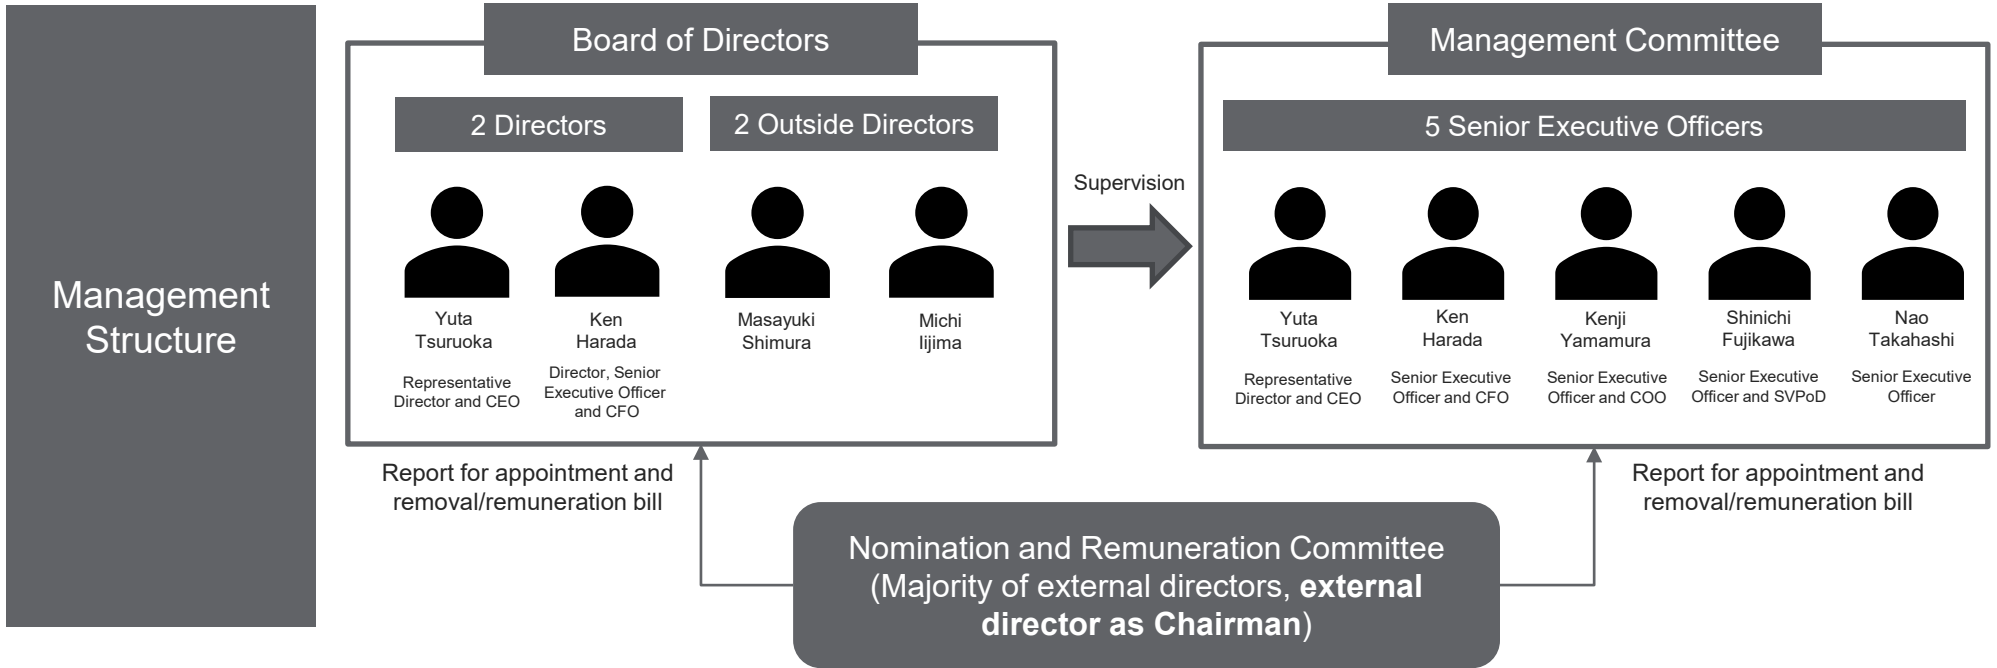 Management
Structure
Board of Directors
2 Directors
2 Outside Directors
Yuta
Tsuruoka
Representative
Director and CEO
Ken
Harada
Director, Senior
Executive Officer
and CFO
Masayuki
Shimura
Michi
Iijima
Supervision
Management Committee
5 Senior Executive Officers
Yuta
Tsuruoka
Representative
Director and CEO
Ken
Harada
Senior Executive
Officer and CFO
Kenji
Yamamura
Senior Executive
Officer and COO
Shinichi
Fujikawa
Senior Executive
Officer and SVPoD
Nao
Takahashi
Senior Executive
Officer
Report for appointment and
removal/remuneration bill
Nomination and Remuneration Committee
(Majority of external directors, external
director as Chairman)
Report for appointment and
removal/remuneration bill